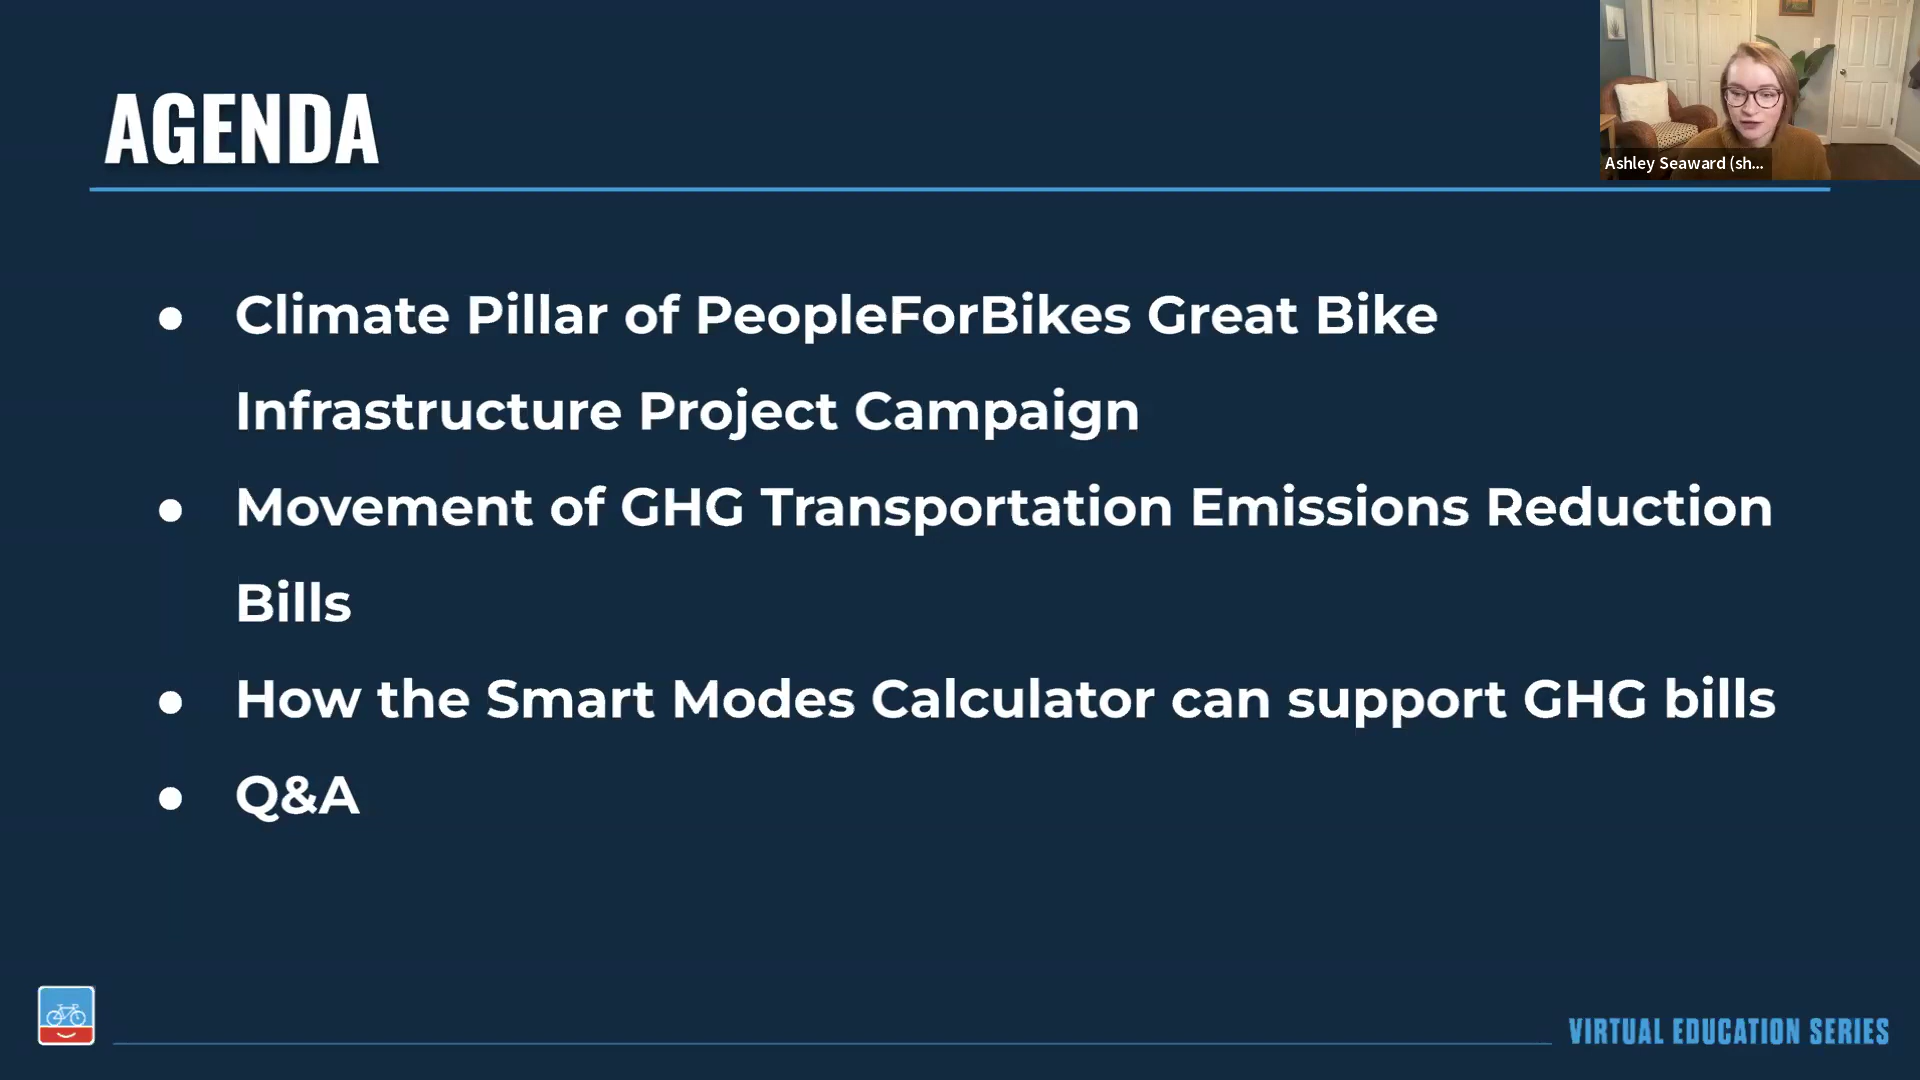 AGENDA
Ashley Seaward (sh...
● Climate Pillar of PeopleForBikes Great Bike
Infrastructure Project Campaign
● Movement of GHG Transportation Emissions Reduction
Bills
● How the Smart Modes Calculator can support GHG bills
● Q&A
VIRTUAL EDUCATION SERIES